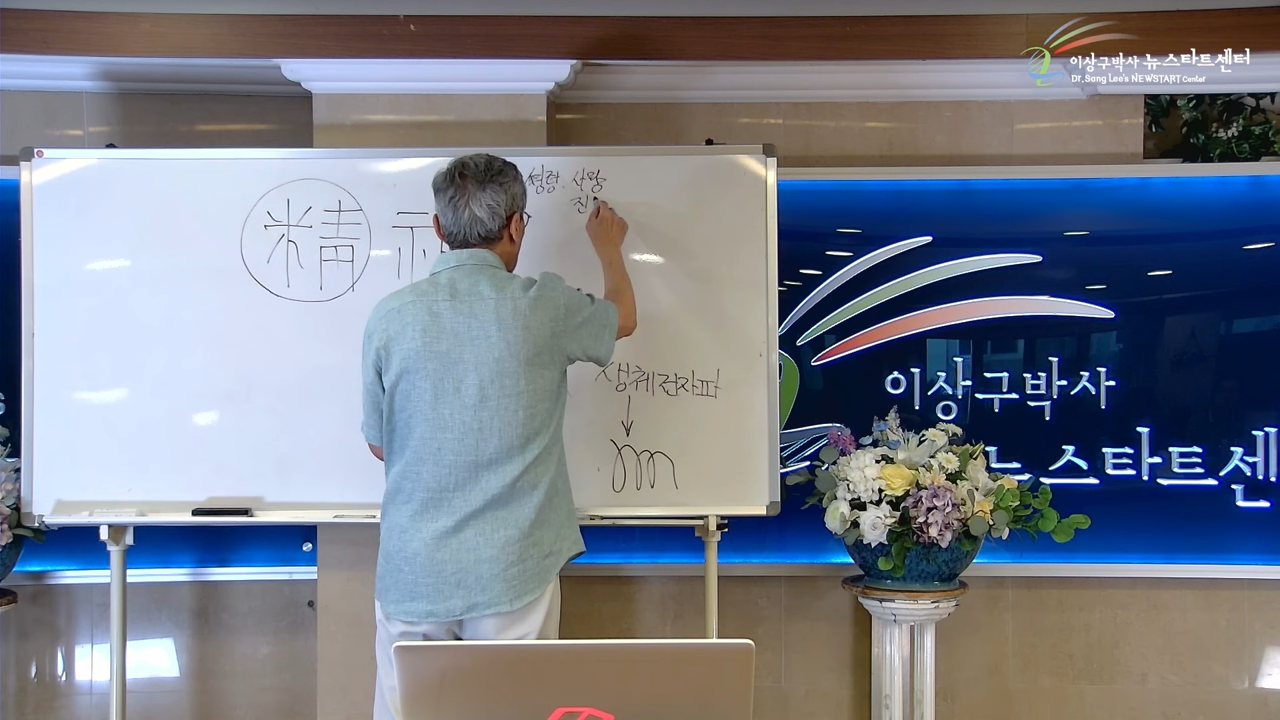 이상구박사 뉴스타트센터
Dr. Sang Lee's NEWSTART Center
精
성령, 사랑
진
생체전자파
이상구박사
뉴스타트센